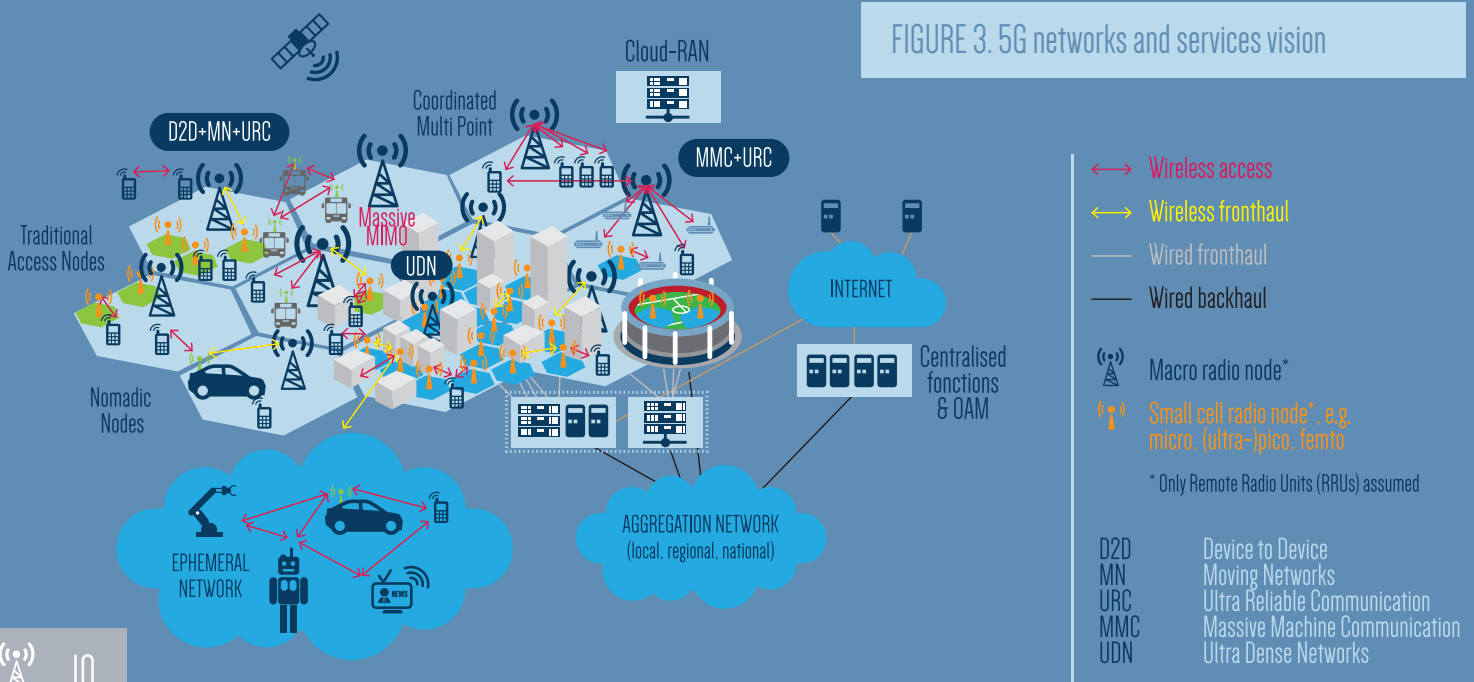 FIGURE 3. 5G networks and services vision
Cloud-RAN
Coordinated
Multi Point
D2D+MN+URC
MMC+URC
Massive
MIMO
Traditional
Access Nodes
UDN
INTERNET
Centralised
fonctions
& OAM
Nomadic
Nodes
AGGREGATION NETWORK
(local, regional, national)
EPHEMERAL
NETWORK
NEWS
Wireless access
Wireless fronthaul
Wired fronthaul
Wired backhaul
Macro radio node*
Small cell radio node*, e.g.
micro, (ultra-)pico, femto
* Only Remote Radio Units (RRUs) assumed
D2D Device to Device
MN Moving Networks
URC Ultra Reliable Communication
MMC Massive Machine Communication
UDN Ultra Dense Networks